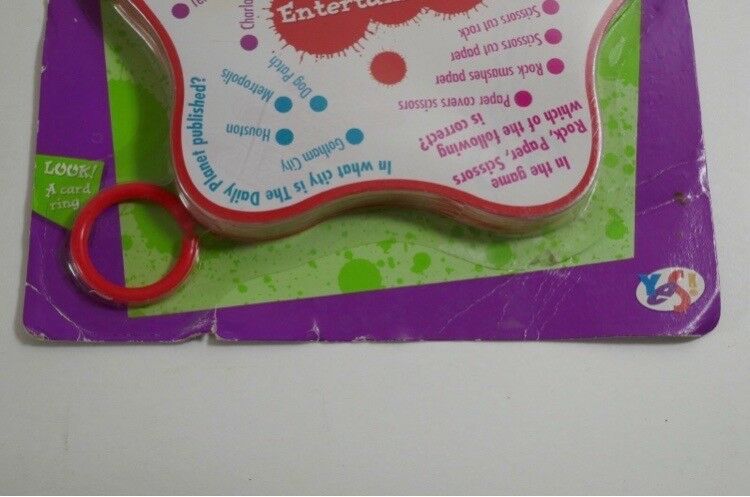 Entertain
LOOK!
A card
ring
In what city is The Daily Planet published?
Gotham City
Houston
Metropolis
Dog Patch
In the game
Rock, Paper, Scissors
which of the following
is correct?
Paper covers scissors
Rock smashes paper
Scissors cut paper
Scissors cut rock
Charlo
YES!